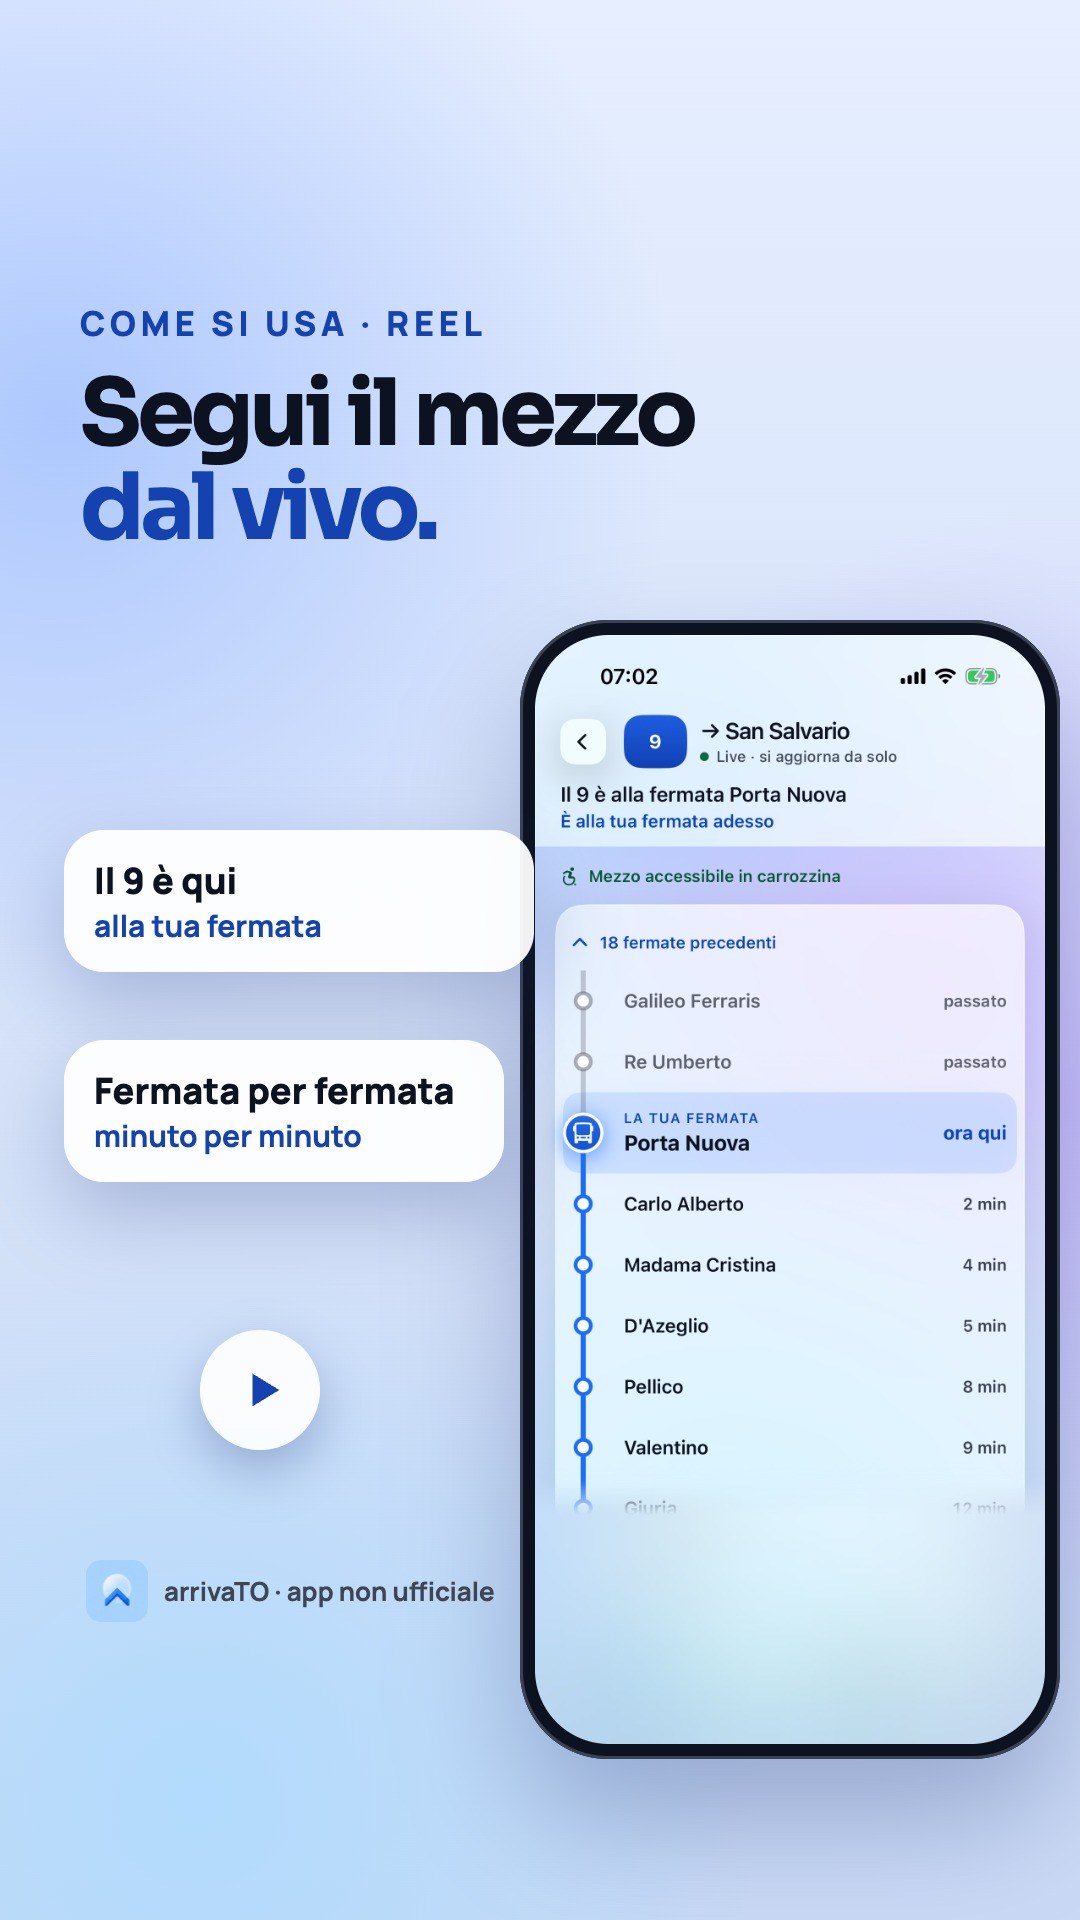 COME SI USA · REEL
Segui il mezzo
dal vivo.
07:02
9
→ San Salvario
Live · si aggiorna da solo
Il 9 è alla fermata Porta Nuova
È alla tua fermata adesso
Mezzo accessibile in carrozzina
18 fermate precedenti
Galileo Ferraris passato
Re Umberto passato
LA TUA FERMATA
Porta Nuova ora qui
Carlo Alberto 2 min
Madama Cristina 4 min
D'Azeglio 5 min
Pellico 8 min
Valentino 9 min
Giuria 12 min
Il 9 è qui
alla tua fermata
Fermata per fermata
minuto per minuto
arrivaTO · app non ufficiale